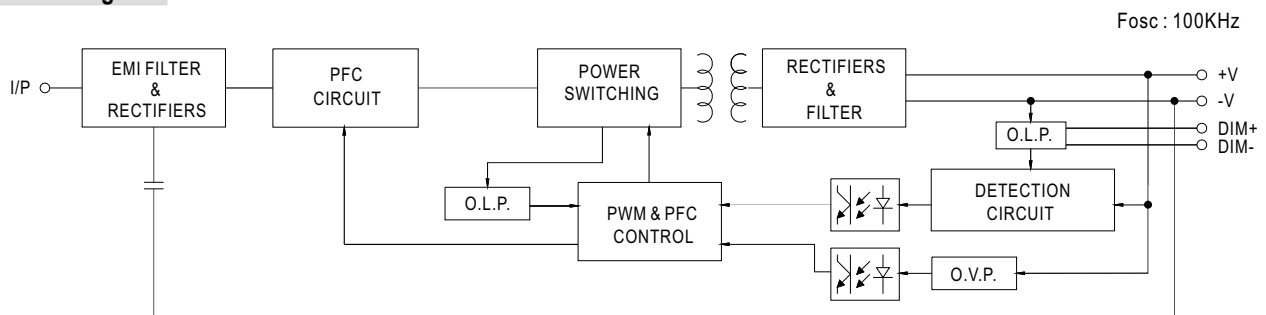 Fosc : 100KHz
I/P
EMI FILTER
&
RECTIFIERS
PFC
CIRCUIT
POWER
SWITCHING
RECTIFIERS
&
FILTER
+V
-V
DIM+
DIM-
O.L.P.
O.L.P.
PWM & PFC
CONTROL
DETECTION
CIRCUIT
O.V.P.